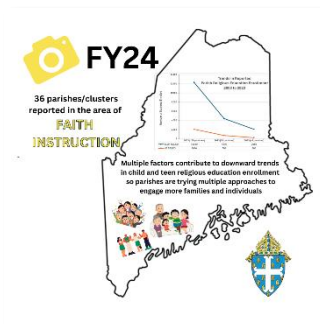 FY24
36 parishes/clusters
reported in the area of
FAITH
INSTRUCTION
Multiple factors contribute to downward trends
in child and teen religious education enrollment
so parishes are trying multiple approaches to
engage more families and individuals